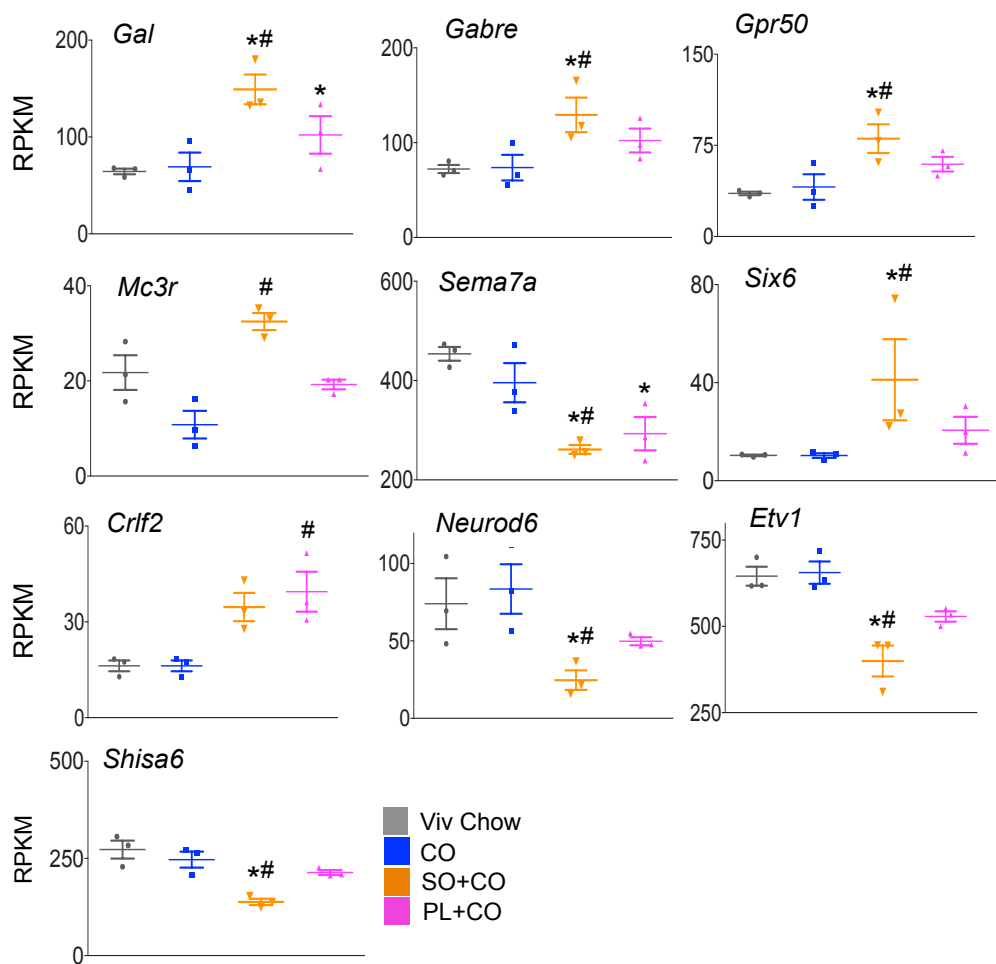 Gal
Gabre
Gpr50
RPKM
200
100
0
*#
*
200
100
0
*#
150
75
0
*#
Mc3r
Sema7a
Six6
RPKM
40
20
0
#
600
400
200
*#
*
80
40
0
*#
Crlf2
Neurod6
Etv1
RPKM
60
30
0
#
100
50
0
*#
750
500
250
*#
Shisa6
RPKM
500
250
0
*#
Viv Chow
CO
SO+CO
PL+CO